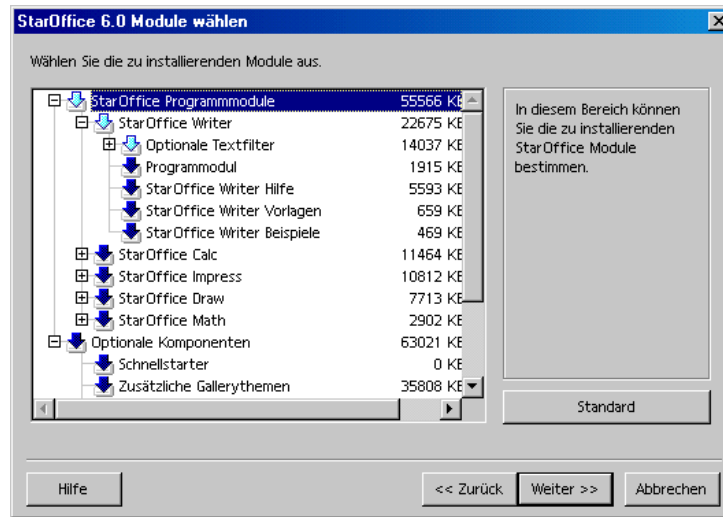 StarOffice 6.0 Module wählen
Wählen Sie die zu installierenden Module aus.
StarOffice Programmmodule 55566 KB
StarOffice Writer 22675 KB
Optionale Textfilter 14037 KB
Programmodul 1915 KB
StarOffice Writer Hilfe 5593 KB
StarOffice Writer Vorlagen 659 KB
StarOffice Writer Beispiele 469 KB
StarOffice Calc 11464 KB
StarOffice Impress 10812 KB
StarOffice Draw 7713 KB
StarOffice Math 2902 KB
Optionale Komponenten 63021 KB
Schnellstarter 0 KB
Zusätzliche Gallerythemen 35808 KB
In diesem Bereich können
Sie die zu installierenden
StarOffice Module
bestimmen.
Standard
Hilfe
<< Zurück
Weiter >>
Abbrechen